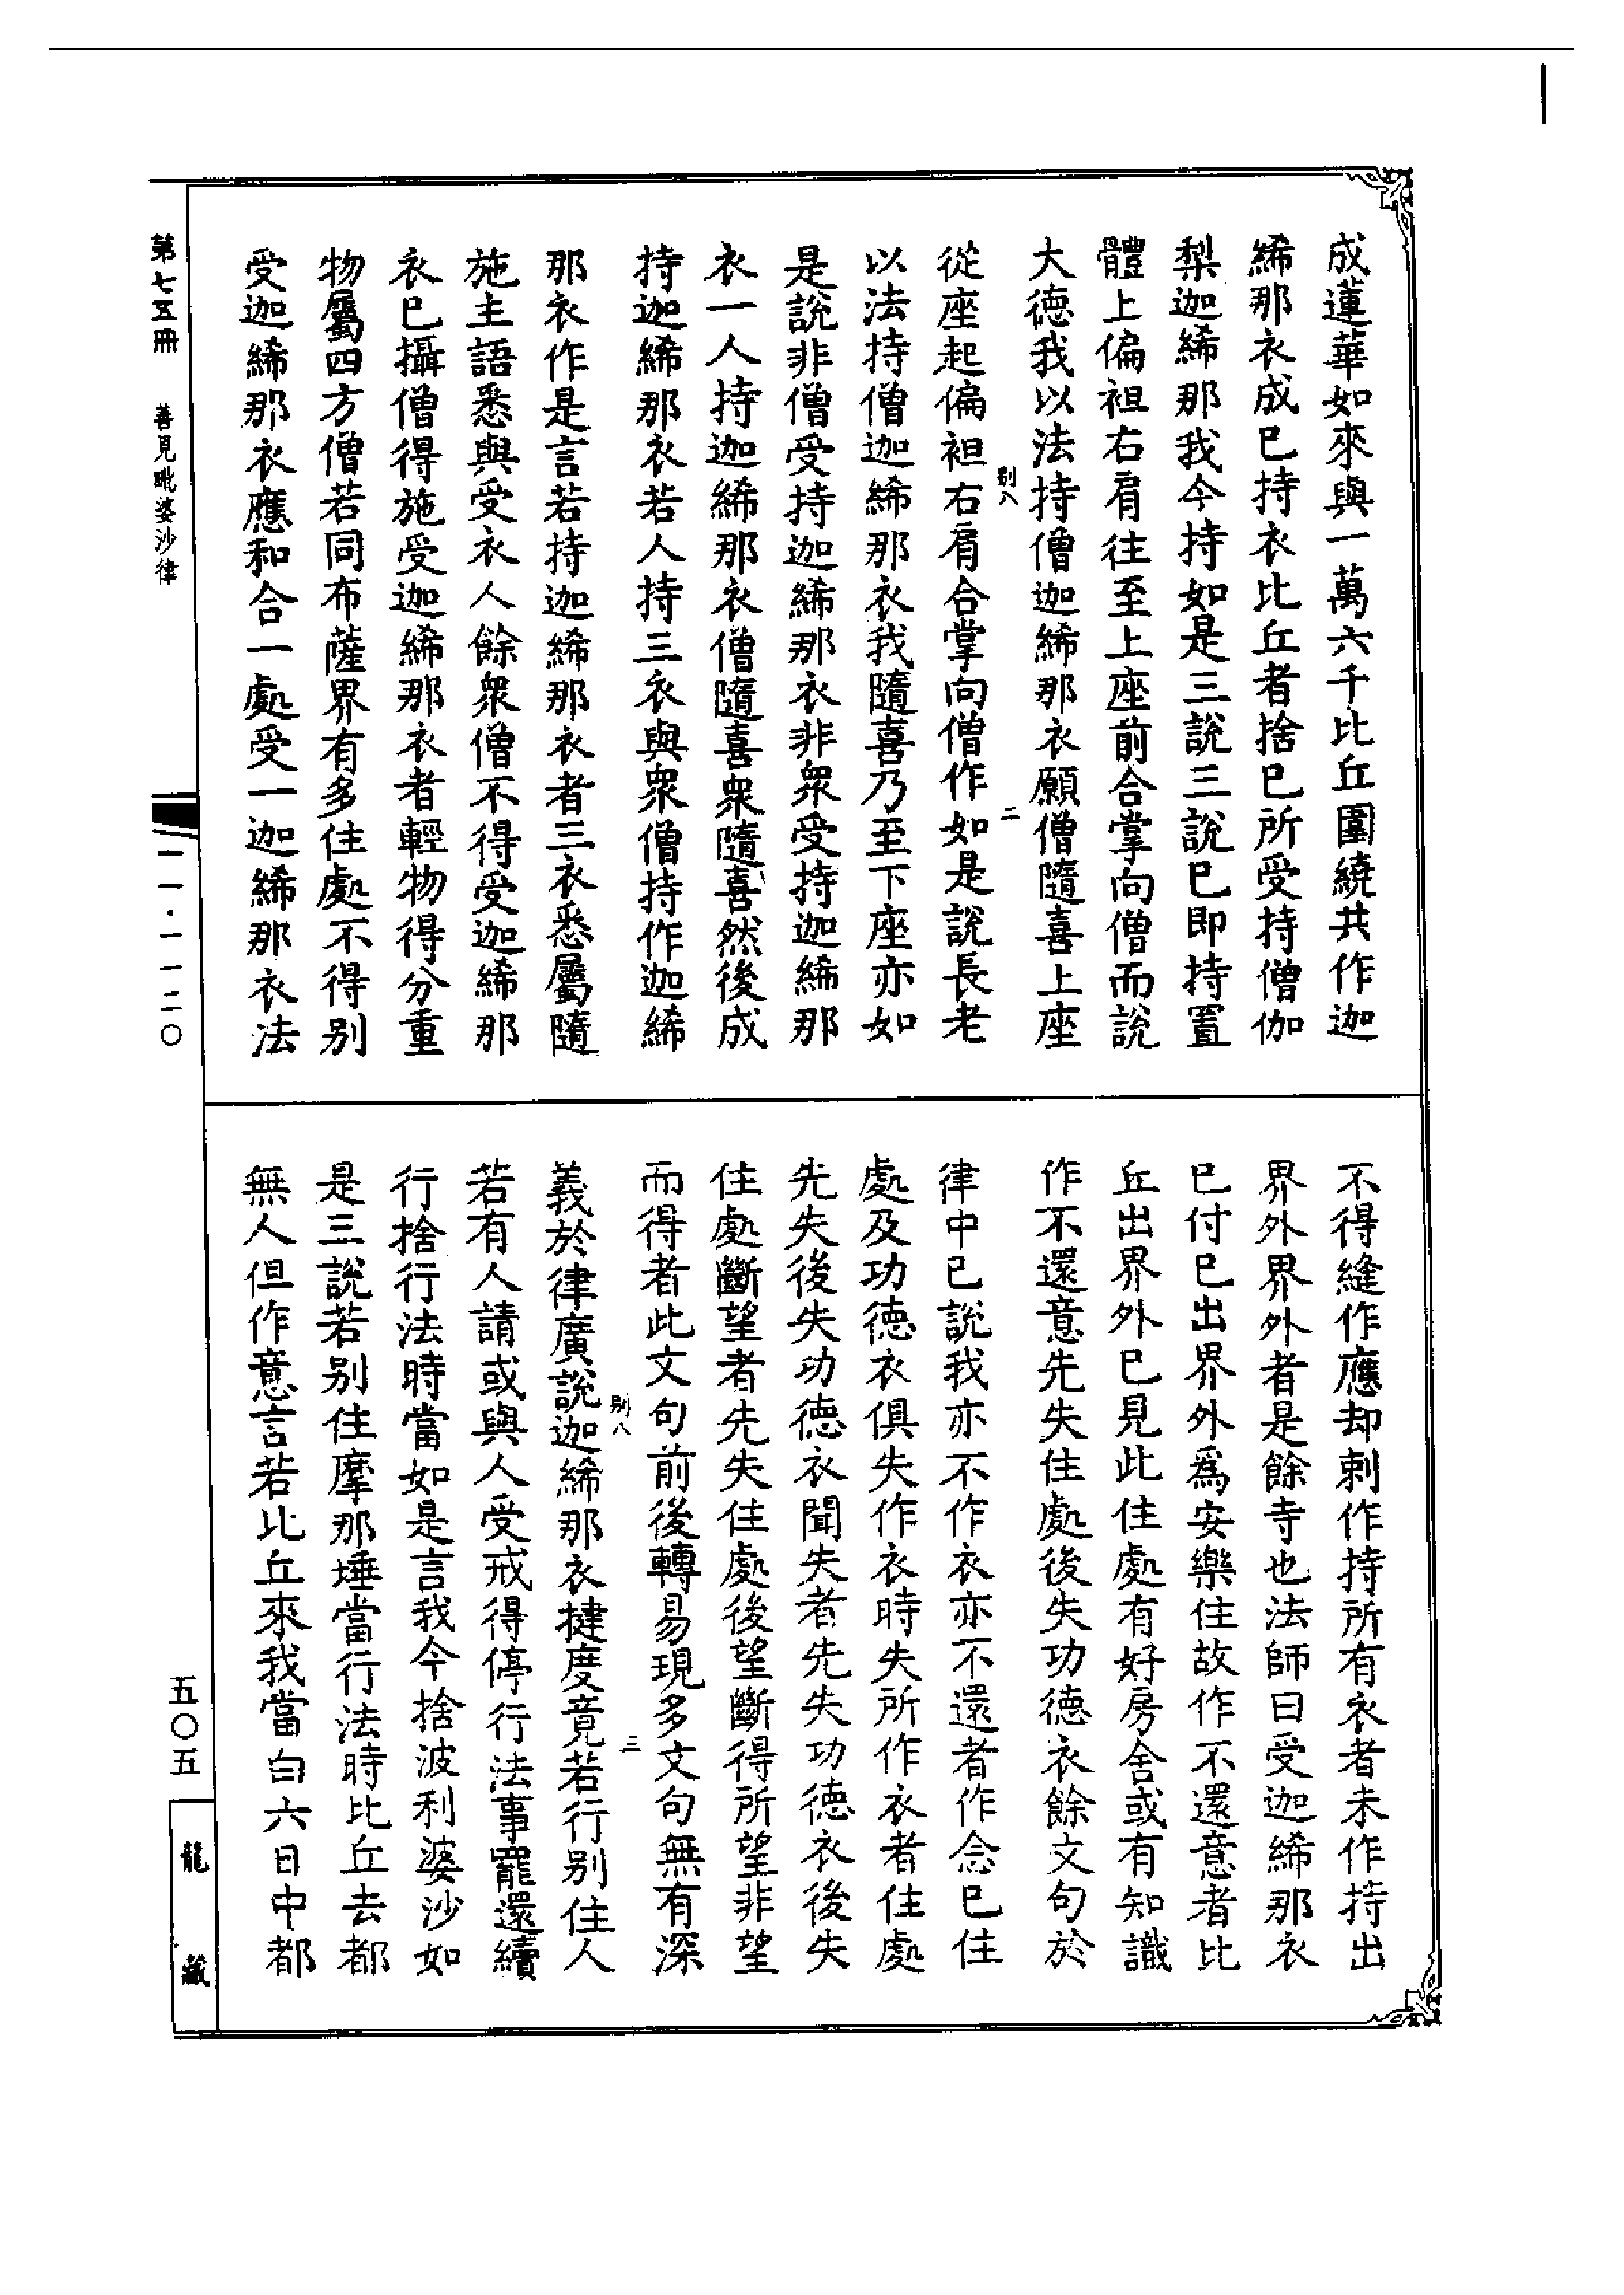 成蓮華如來與一萬六千比丘圍繞共作迦
絺那衣成已持衣比丘者捨已所受持僧伽
梨迦絺那我今持如是三說三說已即持置
體上偏袒右肩往至上座前合掌向僧而說
大德我以法持僧迦絺那衣願僧隨喜上座
別八 二
從座起偏袒右肩合掌向僧作如是說長老
以法持僧迦絺那衣我隨喜乃至下座亦如
是說非僧受持迦絺那衣非衆受持迦絺那
衣一人持迦絺那衣僧隨喜衆隨喜然後成
持迦絺那衣若人持三衣與衆僧持作迦絺
那衣作是言若持迦絺那衣者三衣悉屬隨
施主語悉與受衣人餘衆僧不得受迦絺那
衣已攝僧得施受迦絺那衣者輕物得分重
物屬四方僧若同布薩界有多住處不得别
受迦絺那衣應和合一處受一迦絺那衣法
不得縫作應却刺作持所有衣者未作持出
界外界外者是餘寺也法師曰受迦絺那衣
已付已出界外爲安樂住故作不還意者比
丘出界外已見此住處有好房舍或有知識
作不還意先失住處後失功德衣餘文句於
律中已說我亦不作衣亦不還者作念已住
處及功德衣俱失作衣時失所作衣者住處
先失後失功德衣聞失者先失功德衣後失
住處斷望者先失住處後望斷得所望非望
而得者此文句前後轉易現多文句無有深
別八 三
義於律廣說迦絺那衣揵度竟若行别住人
若有人請或與人受戒得停行法事罷還續
行捨行法時當如是言我今捨波利婆沙如
是三說若别住摩那埵當行法時比丘去都
無人但作意言若比丘來我當白六日中都
第七五冊 善見毗婆沙律
一一·一一二〇
五〇五
龍藏